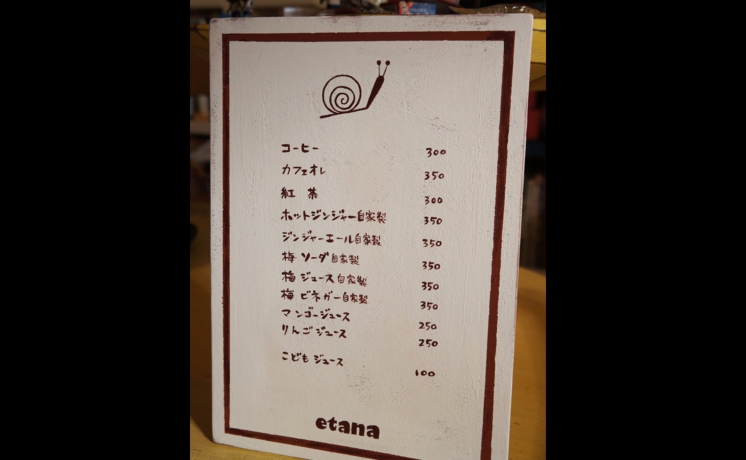 コーヒー 300
カフェオレ 350
紅茶 300
ホットジンジャー自家製 350
ジンジャーエール自家製 350
梅ソーダ自家製 350
梅ジュース自家製 350
梅ビネガー自家製 350
マンゴージュース 250
りんごジュース 250
こどもジュース 100
etana